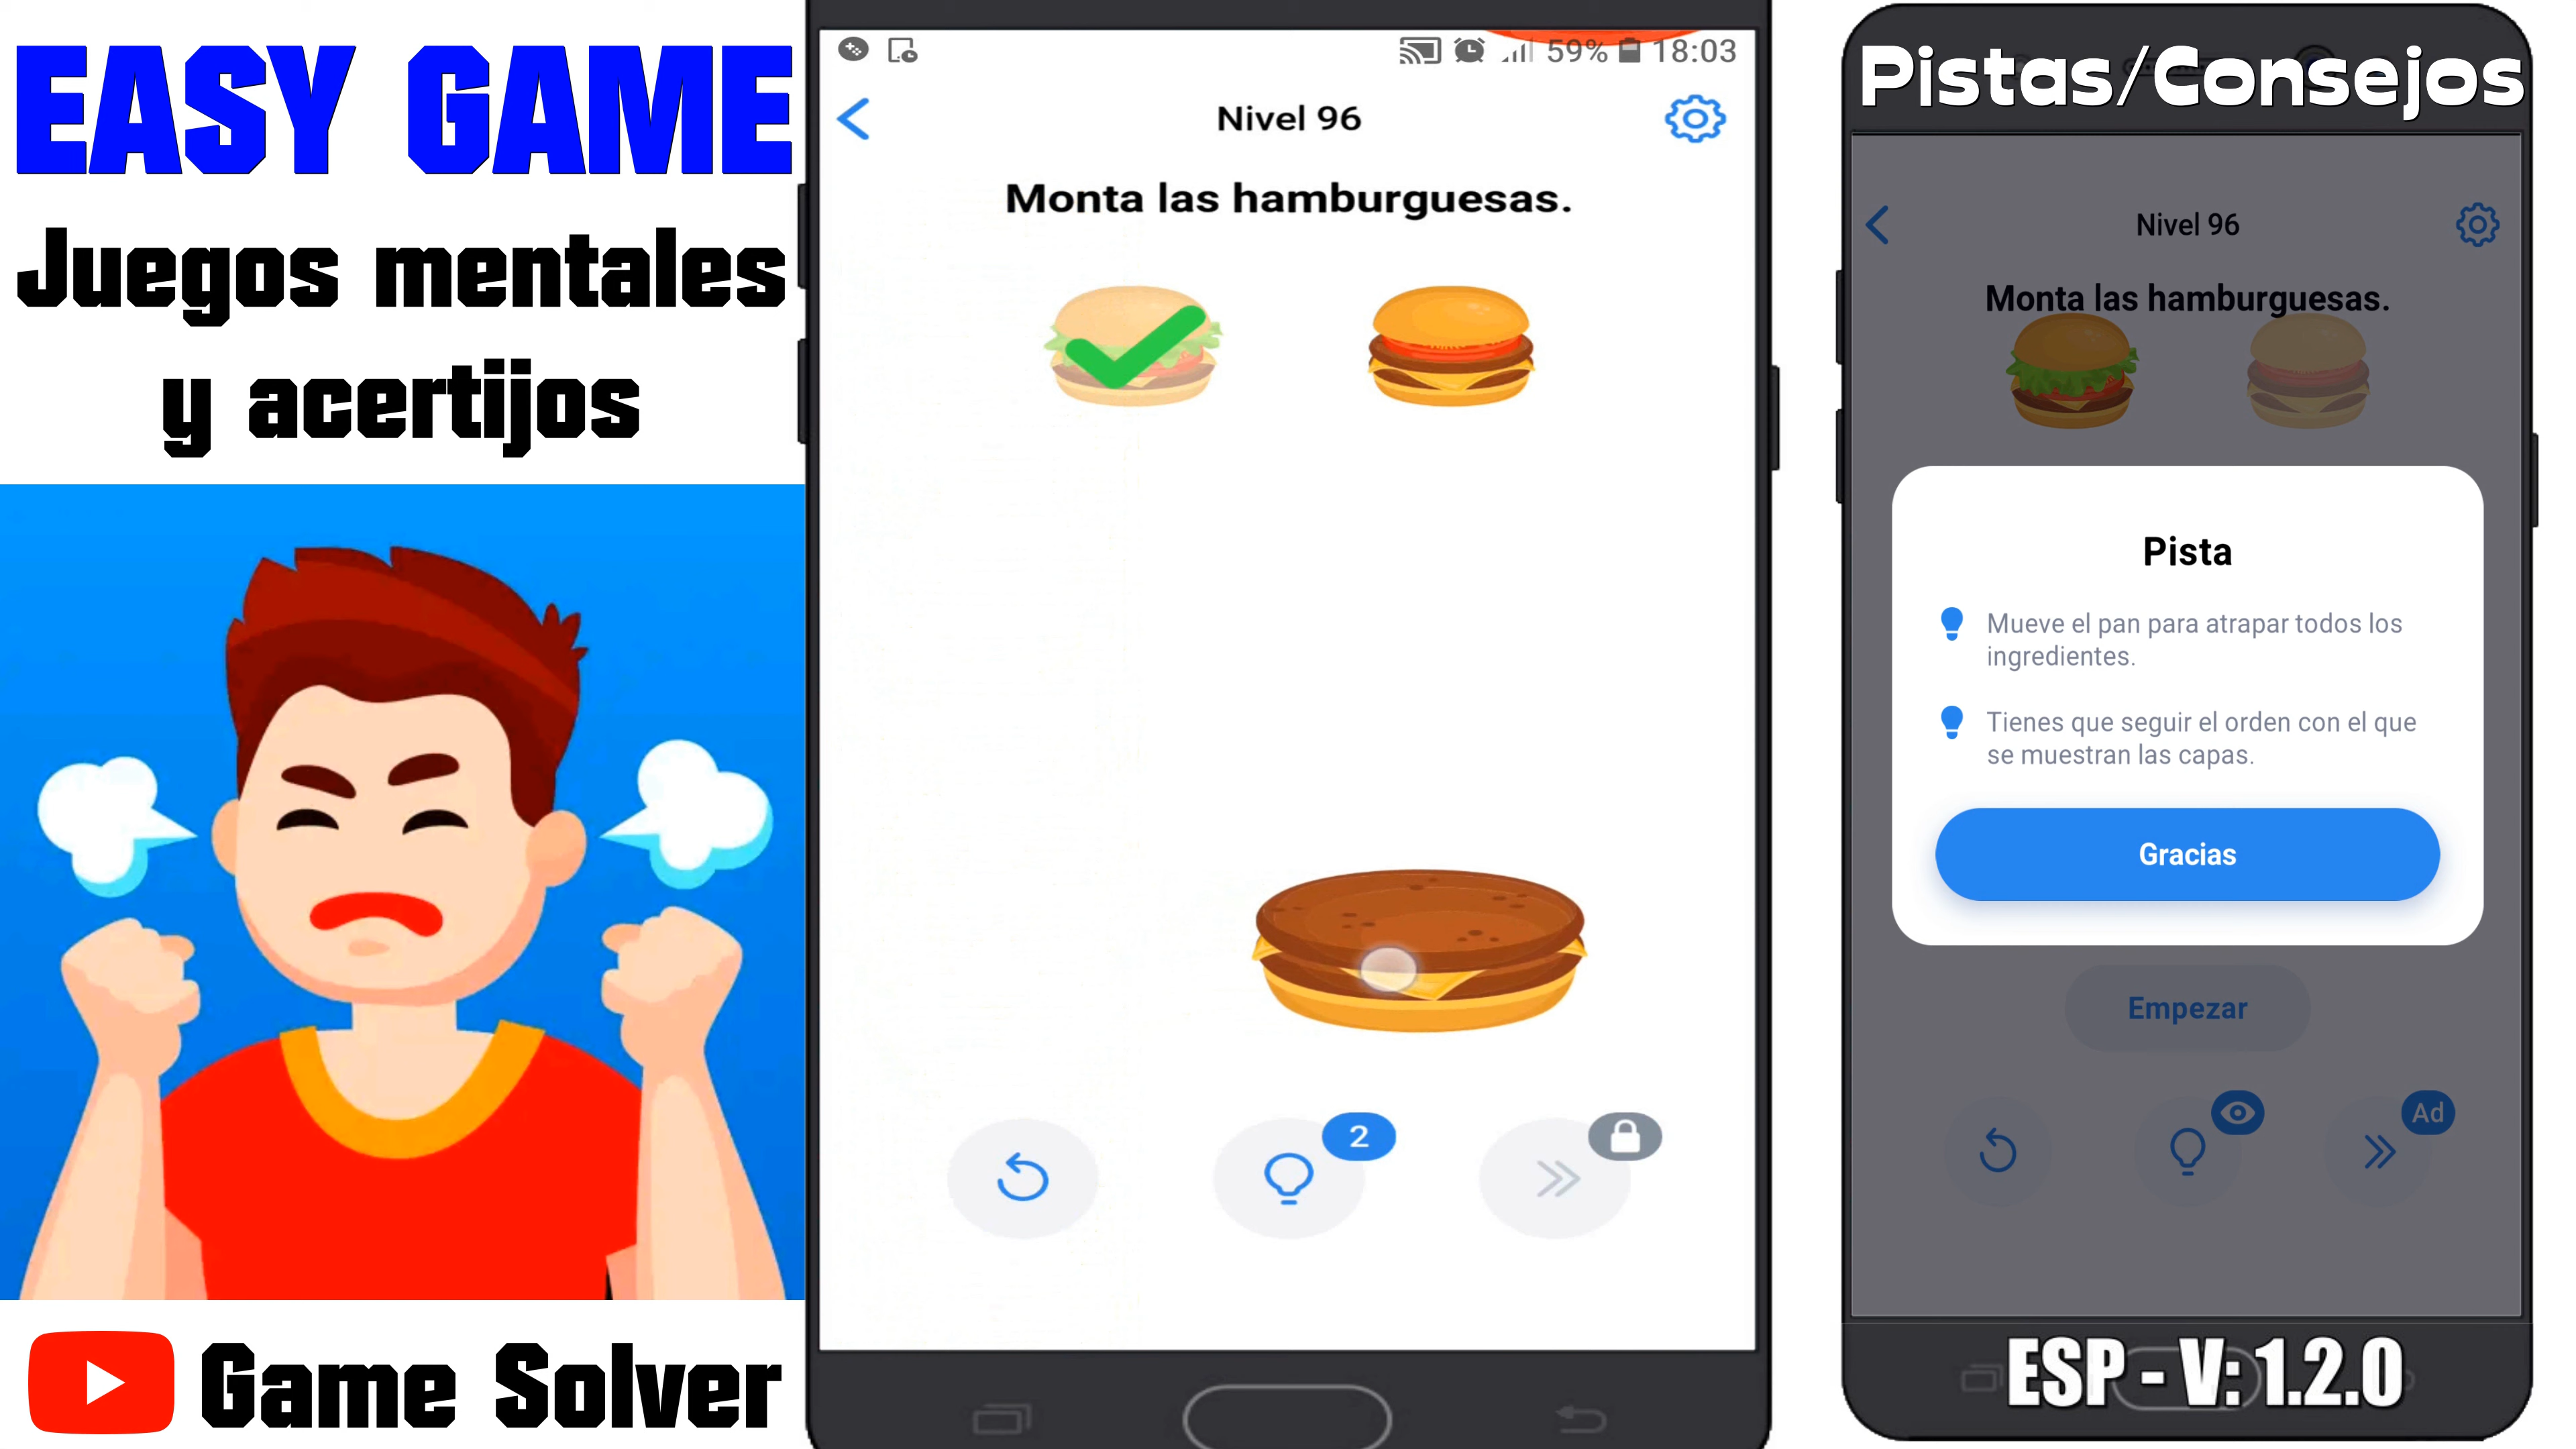 EASY GAME
Juegos mentales
y acertijos
Game Solver
59% 18:03
Nivel 96
Monta las hamburguesas.
2
Pistas/Consejos
Nivel 96
Monta las hamburguesas.
Pista
Mueve el pan para atrapar todos los
ingredientes.
Tienes que seguir el orden con el que
se muestran las capas.
Gracias
Empezar
Ad
ESP - V: 1.2.0